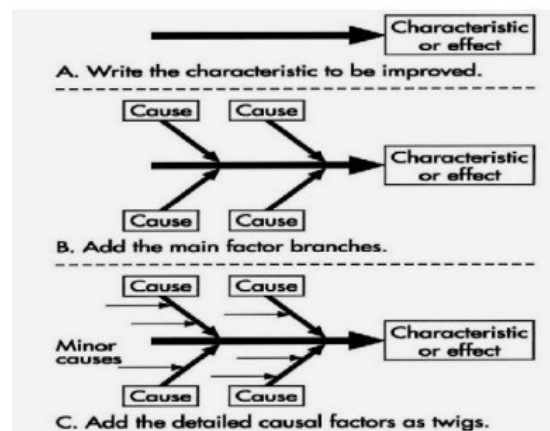 Characteristic
or effect
A. Write the characteristic to be improved.
Cause Cause
Characteristic
or effect
Cause Cause
B. Add the main factor branches.
Cause Cause
Minor
causes
Characteristic
or effect
Cause Cause
C. Add the detailed causal factors as twigs.